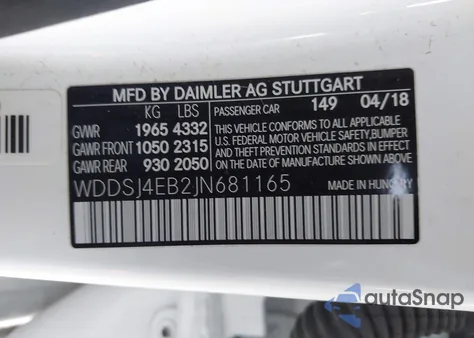 MFD BY DAIMLER AG STUTTGART
KG LBS PASSENGER CAR 149 04/18
GVWR 1965 4332
GAWR FRONT 1050 2315
GAWR REAR 930 2050
THIS VEHICLE CONFORMS TO ALL APPLICABLE
U.S. FEDERAL MOTOR VEHICLE SAFETY, BUMPER
AND THEFT PREVENTION STANDARDS IN EFFECT
ON THE DATE OF MANUFACTURE SHOWN ABOVE.
WDDSJ4EB2JN681165 MADE IN HUNGARY
autoSnap